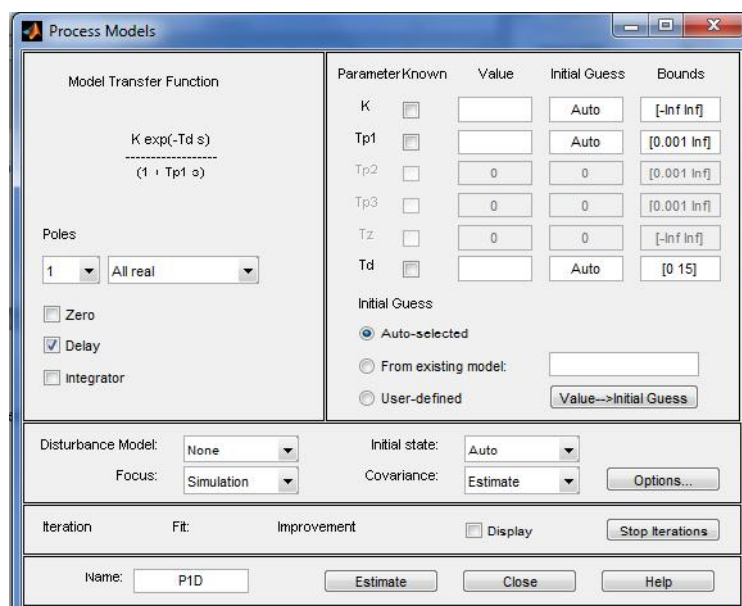 Process Models
Model Transfer Function
K exp(-Td s)
------------------
(1 + Tp1 s)
Poles
1 All real
Zero
Delay
Integrator
Parameter Known Value Initial Guess Bounds
K Auto [-Inf Inf]
Tp1 Auto [0.001 Inf]
Tp2 0 0 [0.001 Inf]
Tp3 0 0 [0.001 Inf]
Tz 0 0 [-Inf Inf]
Td Auto [0 15]
Initial Guess
Auto-selected
From existing model:
User-defined Value-->Initial Guess
Disturbance Model: None Initial state: Auto
Focus: Simulation Covariance: Estimate Options...
Iteration Fit: Improvement Display Stop Iterations
Name: P1D Estimate Close Help